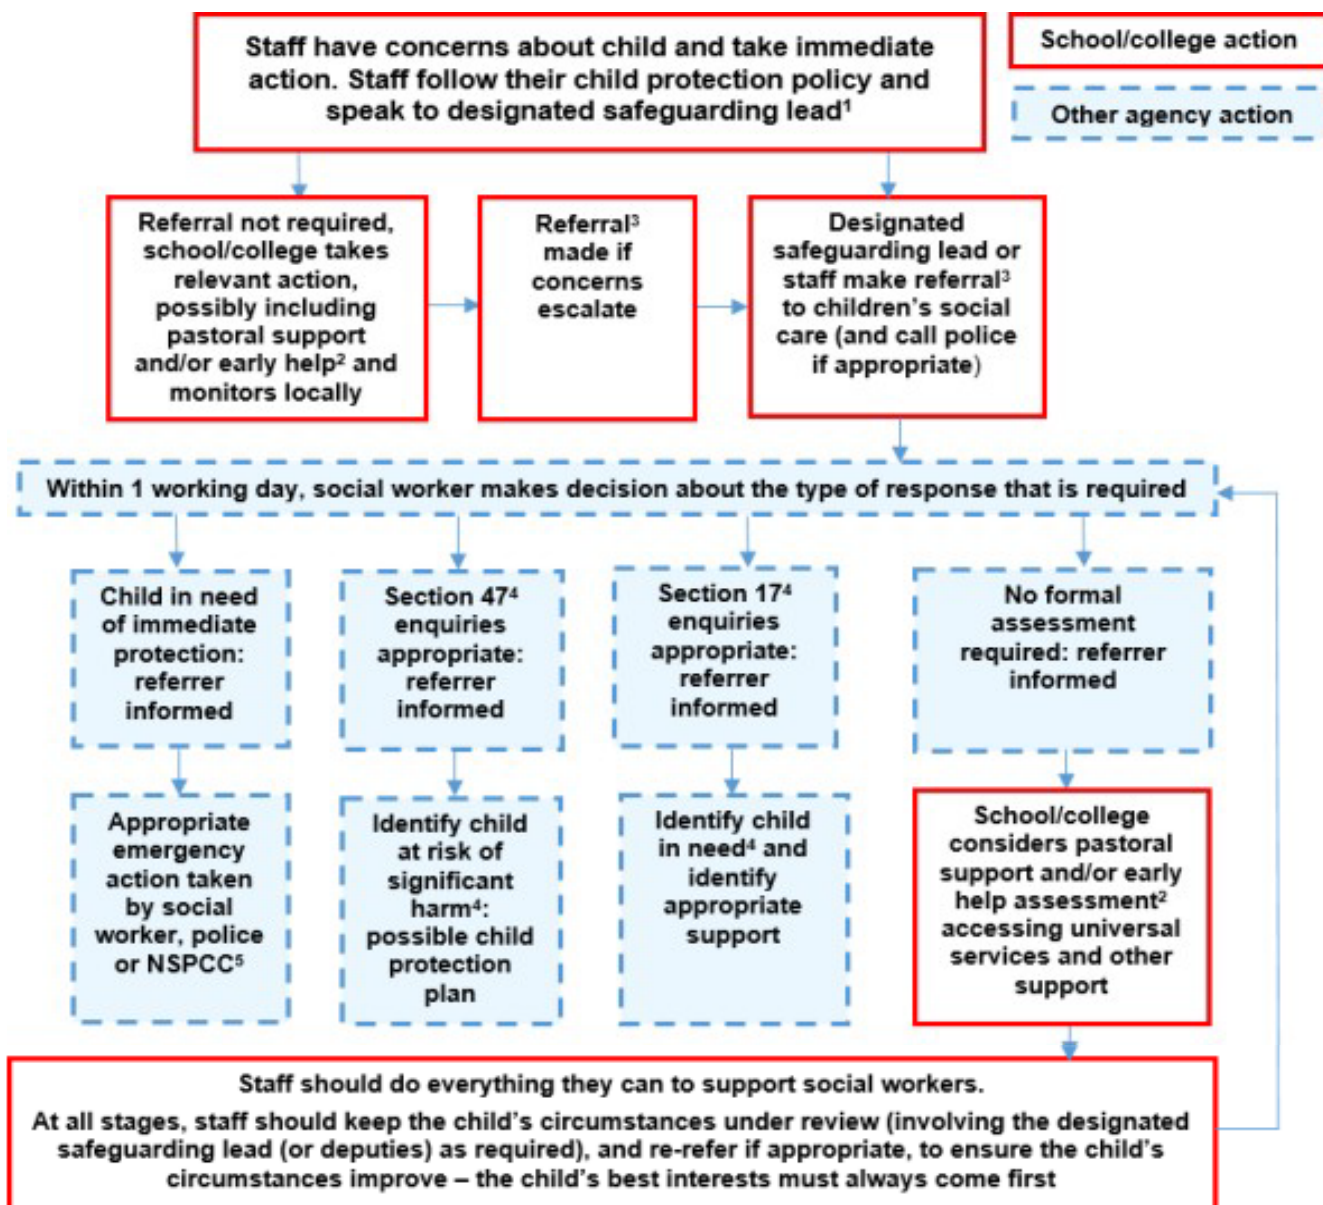 Staff have concerns about child and take immediate
action. Staff follow their child protection policy and
speak to designated safeguarding lead¹
School/college action
Other agency action
Referral not required,
school/college takes
relevant action,
possibly including
pastoral support
and/or early help² and
monitors locally
Referral³
made if
concerns
escalate
Designated
safeguarding lead or
staff make referral³
to children's social
care (and call police
if appropriate)
Within 1 working day, social worker makes decision about the type of response that is required
Child in need
of immediate
protection:
referrer
informed
Section 47⁴
enquiries
appropriate:
referrer
informed
Section 17⁴
enquiries
appropriate:
referrer
informed
No formal
assessment
required: referrer
informed
Appropriate
emergency
action taken
by social
worker, police
or NSPCC⁵
Identify child
at risk of
significant
harm⁴:
possible child
protection
plan
Identify child
in need⁴ and
identify
appropriate
support
School/college
considers pastoral
support and/or early
help assessment²
accessing universal
services and other
support
Staff should do everything they can to support social workers.
At all stages, staff should keep the child's circumstances under review (involving the designated
safeguarding lead (or deputies) as required), and re-refer if appropriate, to ensure the child's
circumstances improve – the child's best interests must always come first